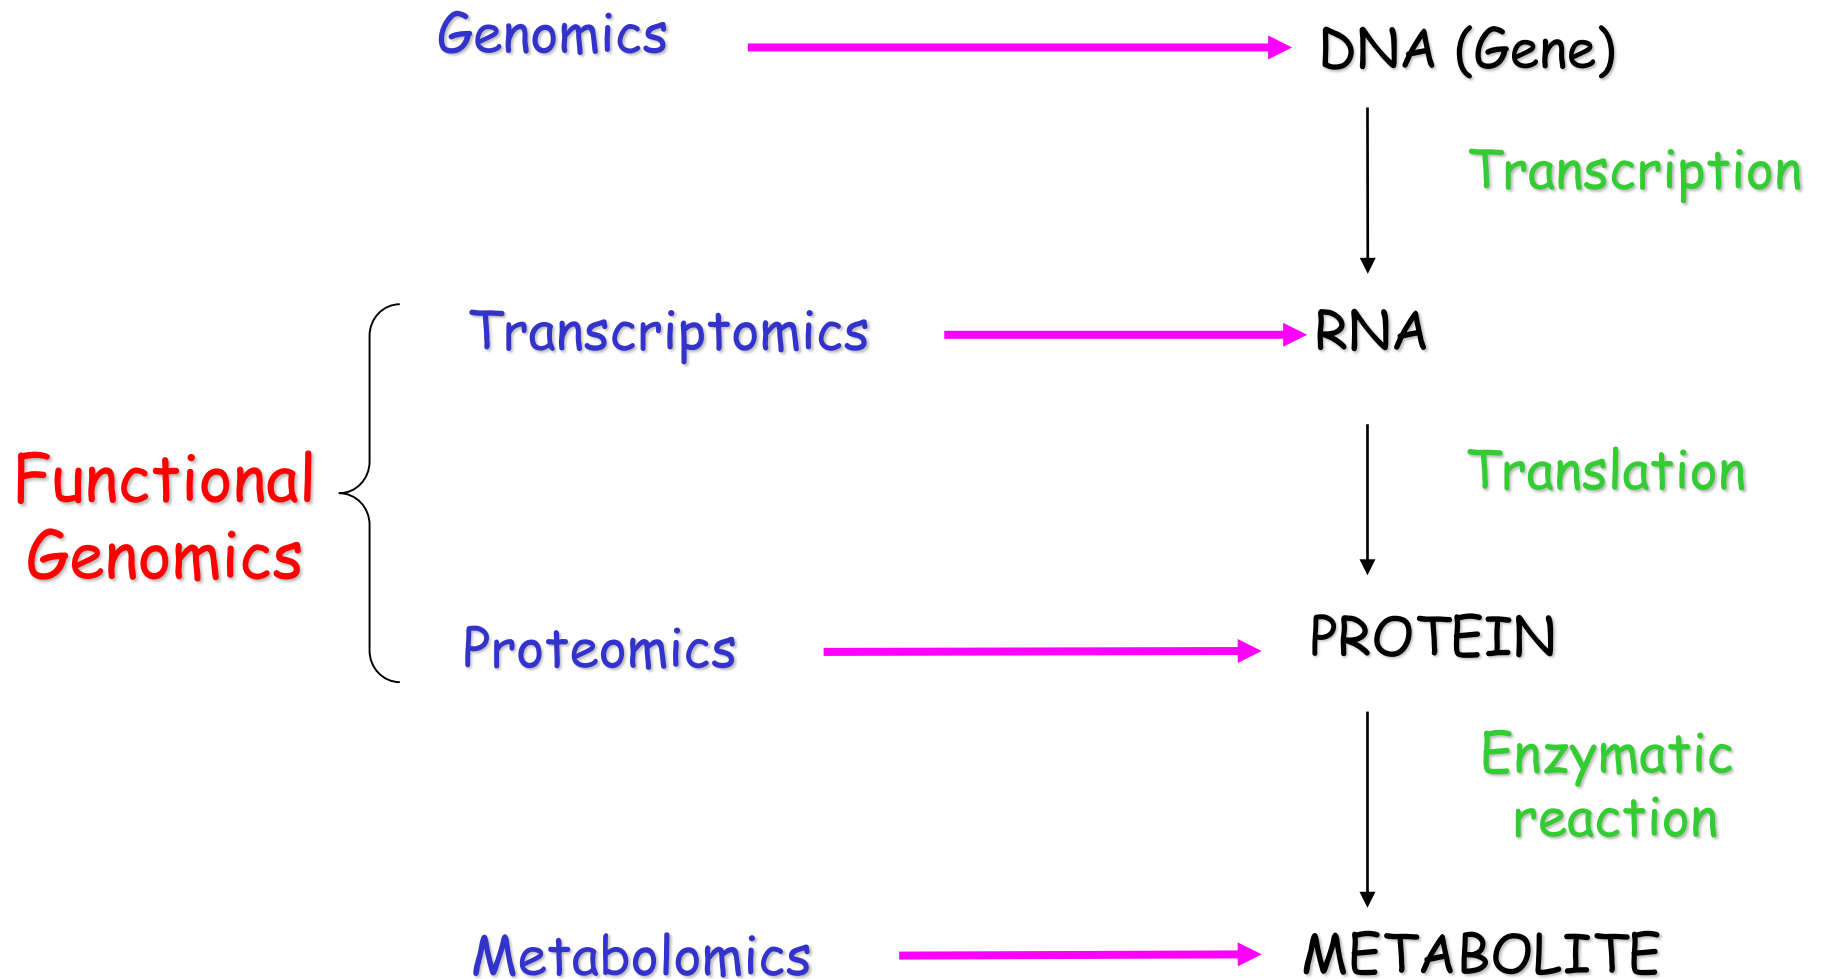 Genomics
DNA (Gene)
Transcription
Transcriptomics
RNA
Functional
Genomics
Translation
Proteomics
PROTEIN
Enzymatic
reaction
Metabolomics
METABOLITE